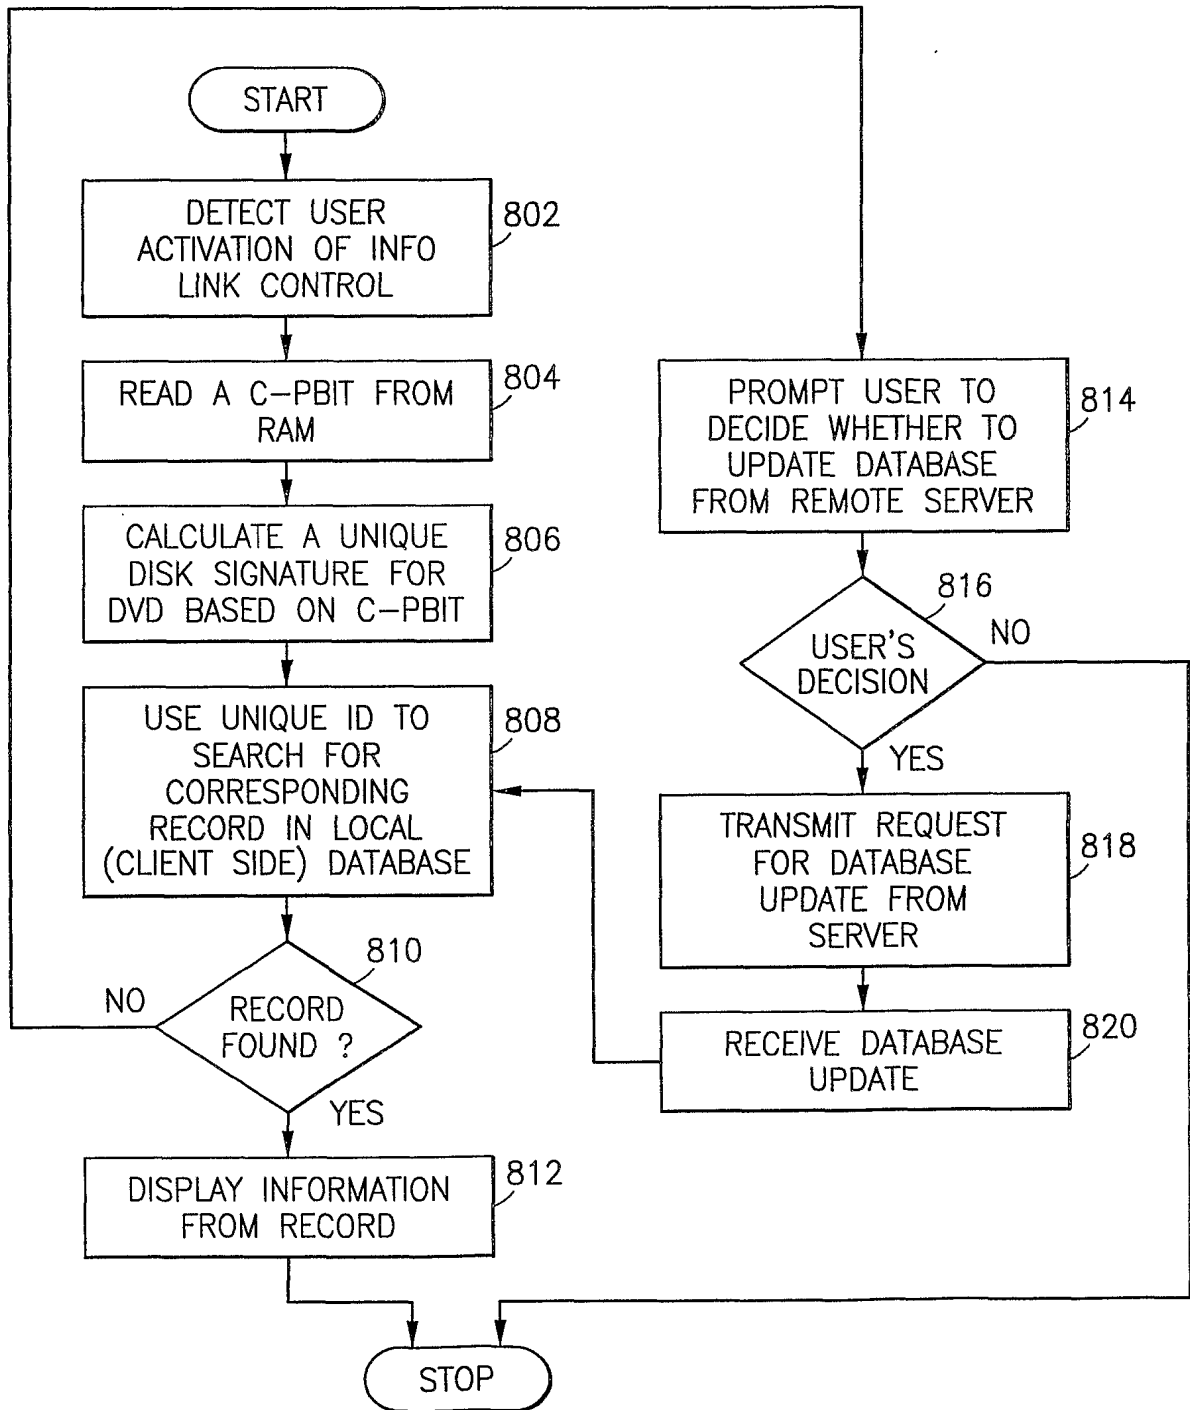 START
DETECT USER
ACTIVATION OF INFO
LINK CONTROL
802
READ A C-PBIT FROM
RAM
804
CALCULATE A UNIQUE
DISK SIGNATURE FOR
DVD BASED ON C-PBIT
806
USE UNIQUE ID TO
SEARCH FOR
CORRESPONDING
RECORD IN LOCAL
(CLIENT SIDE) DATABASE
808
RECORD
FOUND ?
810
NO
YES
DISPLAY INFORMATION
FROM RECORD
812
PROMPT USER TO
DECIDE WHETHER TO
UPDATE DATABASE
FROM REMOTE SERVER
814
USER'S
DECISION
816
NO
YES
TRANSMIT REQUEST
FOR DATABASE
UPDATE FROM
SERVER
818
RECEIVE DATABASE
UPDATE
820
STOP